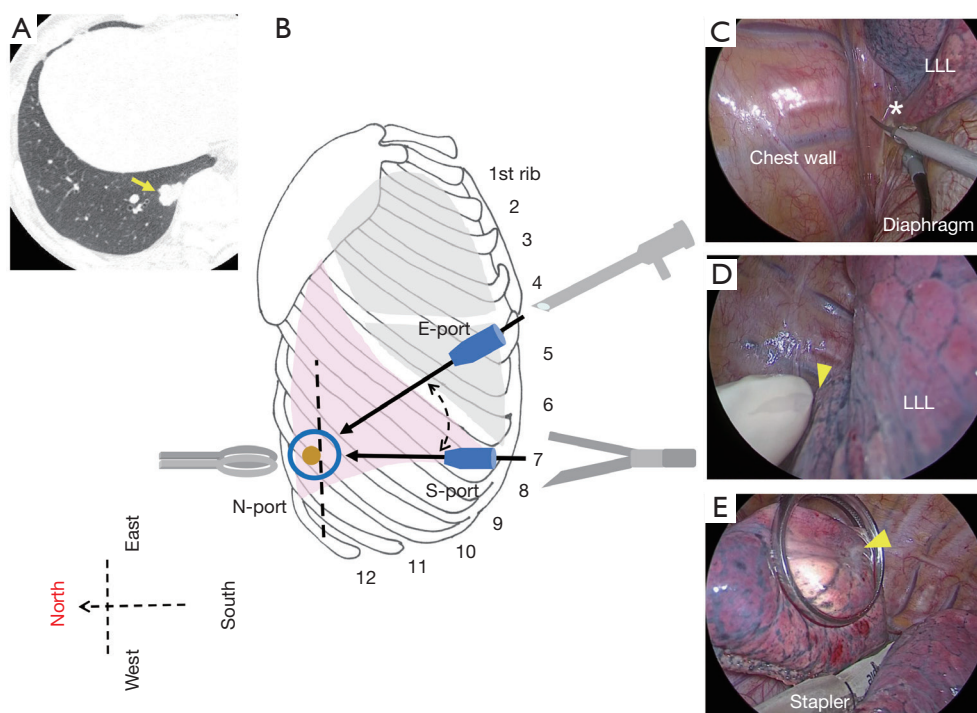 A
B
1st rib
2
3
4
E-port
5
6
7
S-port
8
N-port
9
10
11
12
East
North
South
West
C
LLL
*
Chest wall
Diaphragm
D
LLL
E
Stapler